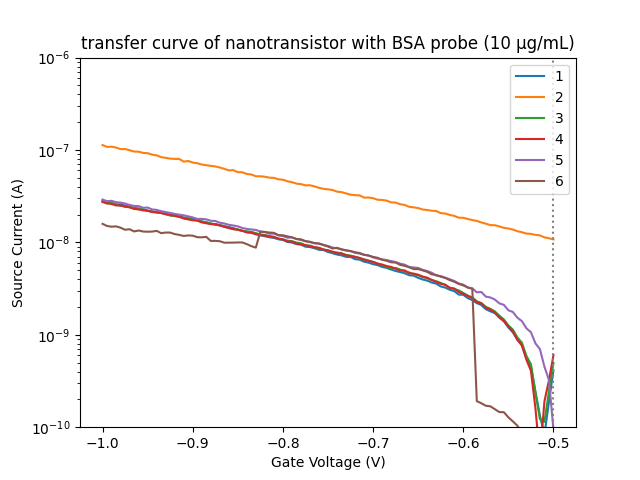 transfer curve of nanotransistor with BSA probe (10 μg/mL)
10⁻⁶
10⁻⁷
10⁻⁸
10⁻⁹
10⁻¹⁰
Source Current (A)
1
2
3
4
5
6
−1.0 −0.9 −0.8 −0.7 −0.6 −0.5
Gate Voltage (V)